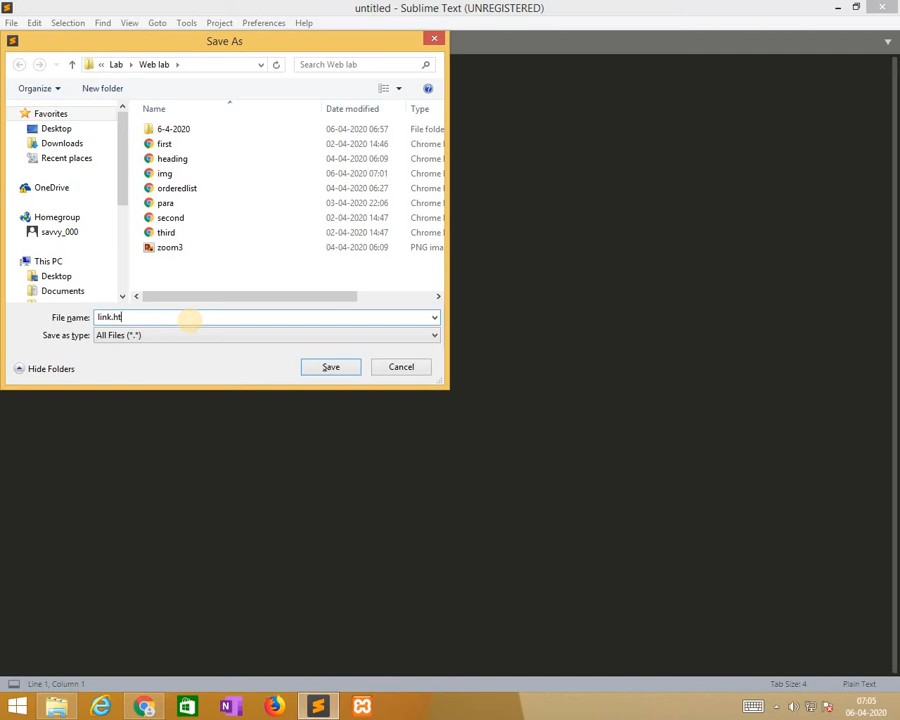 untitled - Sublime Text (UNREGISTERED)
File Edit Selection Find View Goto Tools Project Preferences Help
Save As
« Lab Web lab
Search Web lab
Organize New folder
Name Date modified Type
Favorites
Desktop
Downloads
Recent places
OneDrive
Homegroup
savvy_000
This PC
Desktop
Documents
6-4-2020 06-04-2020 06:57 File folde
first 02-04-2020 14:46 Chrome
heading 04-04-2020 06:09 Chrome
img 06-04-2020 07:01 Chrome
orderedlist 04-04-2020 06:27 Chrome
para 03-04-2020 22:06 Chrome
second 02-04-2020 14:47 Chrome
third 02-04-2020 14:47 Chrome
zoom3 04-04-2020 06:09 PNG ima
File name: link.ht
Save as type: All Files (*.*)
Hide Folders Save Cancel
Line 1, Column 1 Tab Size: 4 Plain Text
07:05
06-04-2020